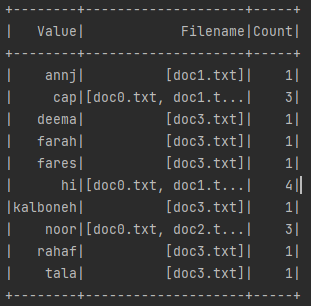 +--------+--------------------+-----+
|   Value|            Filename|Count|
+--------+--------------------+-----+
|    annj|          [doc1.txt]|    1|
|     cap|[doc0.txt, doc1.t...|    3|
|   deema|          [doc3.txt]|    1|
|   farah|          [doc3.txt]|    1|
|   fares|          [doc3.txt]|    1|
|      hi|[doc0.txt, doc1.t...|    4|
|kalboneh|          [doc3.txt]|    1|
|    noor|[doc0.txt, doc2.t...|    3|
|   rahaf|          [doc3.txt]|    1|
|    tala|          [doc3.txt]|    1|
+--------+--------------------+-----+